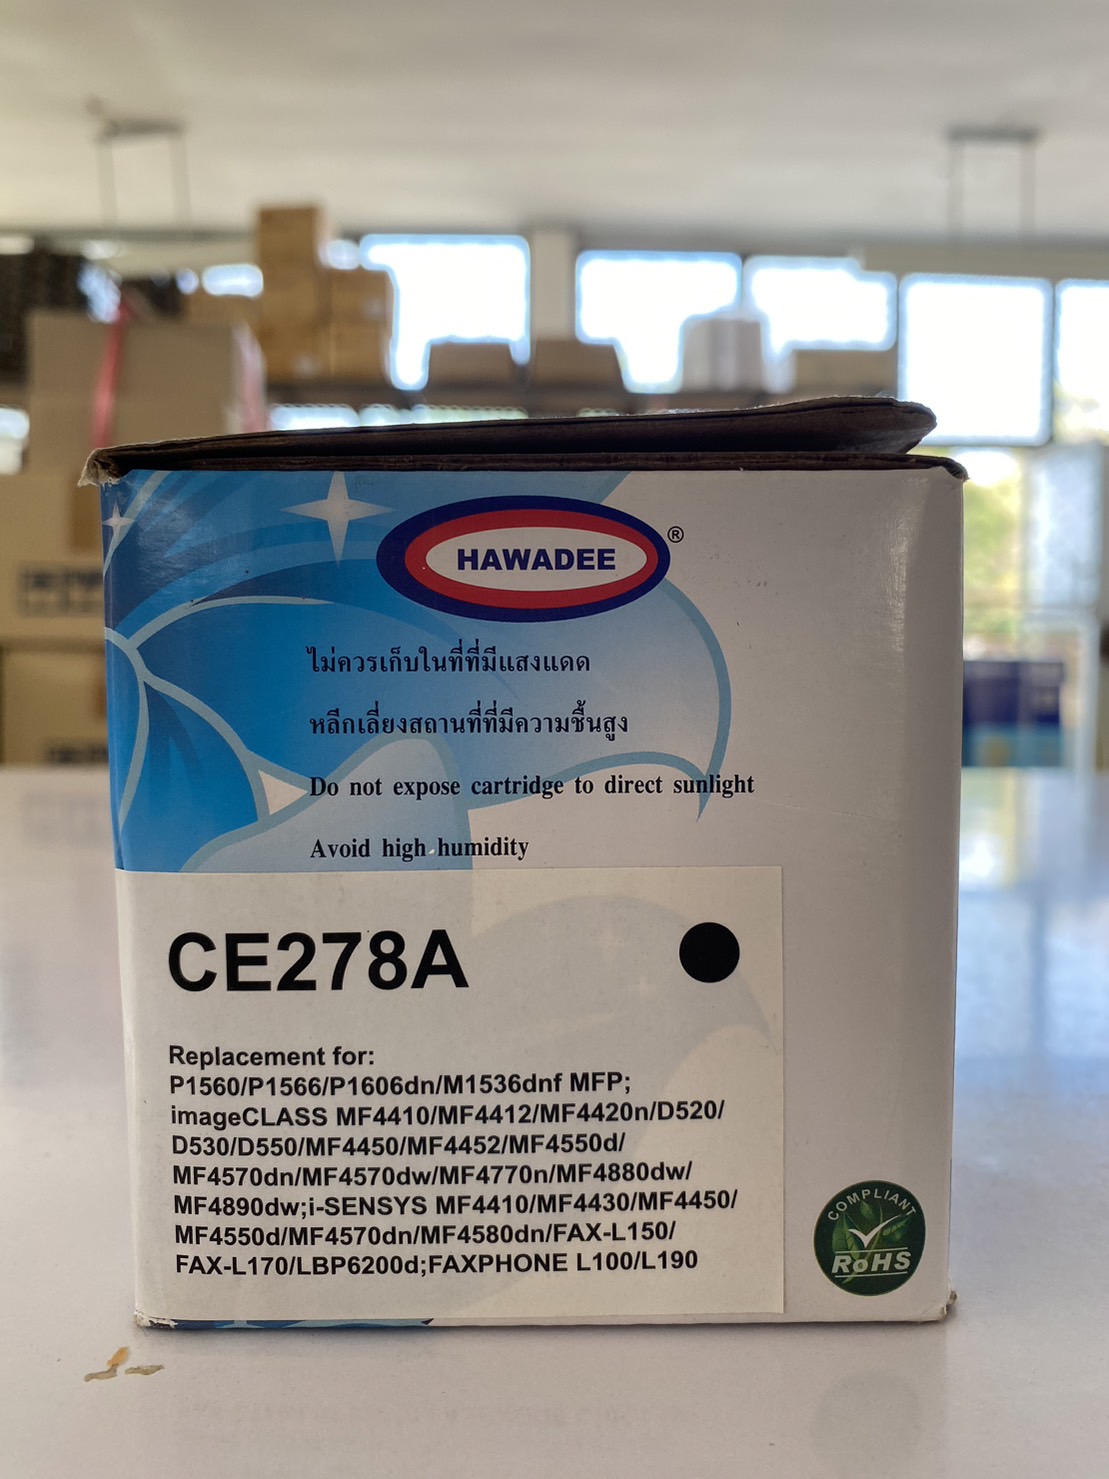 HAWADEE
®
ไม่ควรเก็บในที่ที่มีแสงแดด
หลีกเลี่ยงสถานที่ที่มีความชื้นสูง
Do not expose cartridge to direct sunlight
Avoid high humidity
CE278A
Replacement for:
P1560/P1566/P1606dn/M1536dnf MFP;
imageCLASS MF4410/MF4412/MF4420n/D520/
D530/D550/MF4450/MF4452/MF4550d/
MF4570dn/MF4570dw/MF4770n/MF4880dw/
MF4890dw;i-SENSYS MF4410/MF4430/MF4450/
MF4550d/MF4570dn/MF4580dn/FAX-L150/
FAX-L170/LBP6200d;FAXPHONE L100/L190
COMPLIANT
RoHS